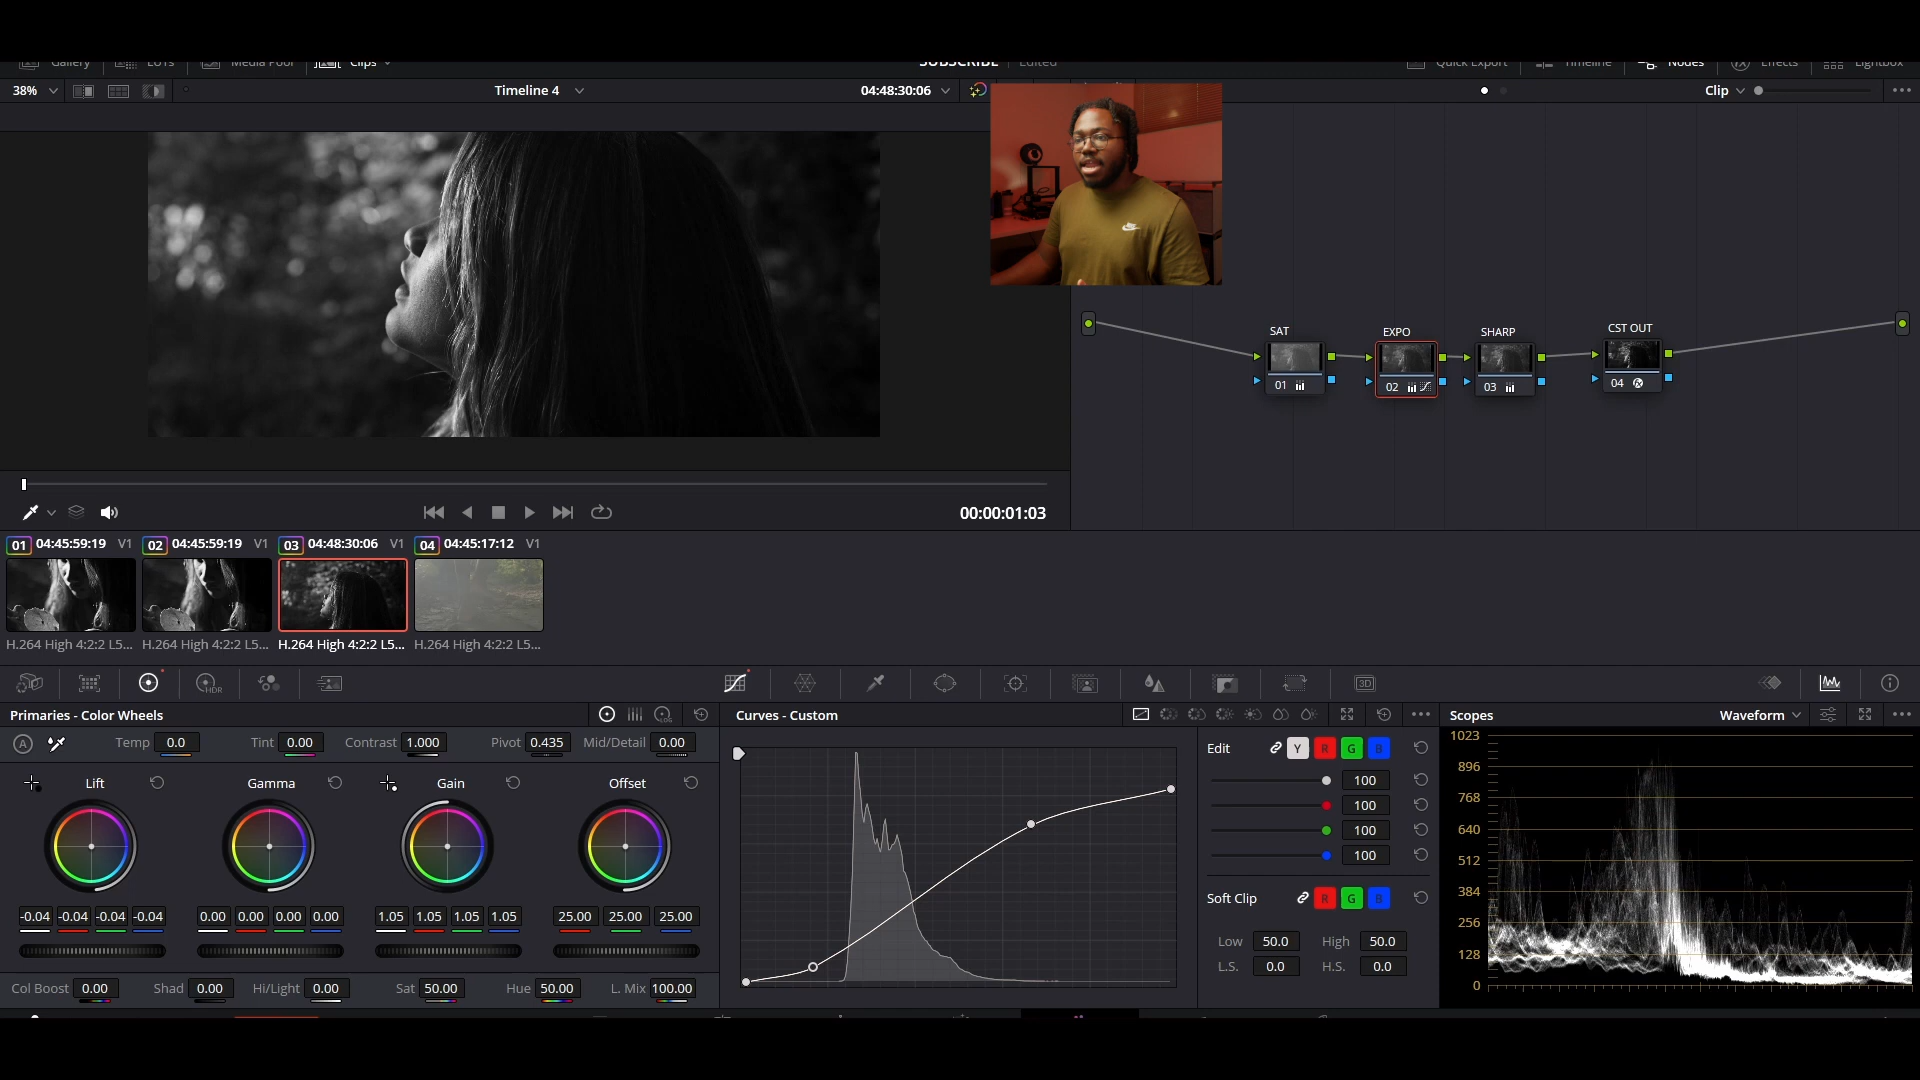 Gallery LUTs Media Pool Clips SUBSCRIBE Edited Quick Export Timeline Nodes Effects Lightbox
38% Timeline 4 04:48:30:06 Clip
SAT EXPO SHARP CST OUT
01 02 03 04
00:00:01:03
01 04:45:59:19 V1 02 04:45:59:19 V1 03 04:48:30:06 V1 04 04:45:17:12 V1
H.264 High 4:2:2 L5... H.264 High 4:2:2 L5... H.264 High 4:2:2 L5... H.264 High 4:2:2 L5...
HDR 3D
Primaries - Color Wheels LOG Curves - Custom Scopes Waveform
A Temp 0.0 Tint 0.00 Contrast 1.000 Pivot 0.435 Mid/Detail 0.00
Lift Gamma Gain Offset
-0.04 -0.04 -0.04 -0.04 0.00 0.00 0.00 0.00 1.05 1.05 1.05 1.05 25.00 25.00 25.00
Col Boost 0.00 Shad 0.00 Hi/Light 0.00 Sat 50.00 Hue 50.00 L. Mix 100.00
Edit Y R G B
100
100
100
100
Soft Clip R G B
Low 50.0 High 50.0
L.S. 0.0 H.S. 0.0
1023
896
768
640
512
384
256
128
0